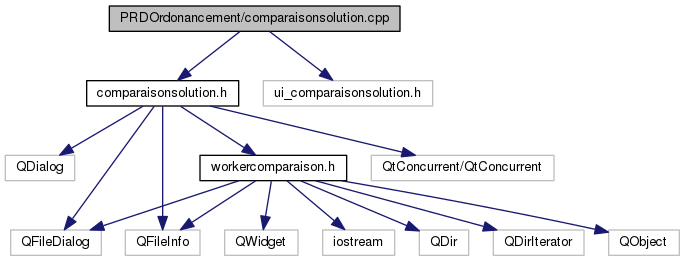 PRDOrdonancement/comparaisonsolution.cpp
comparaisonsolution.h
ui_comparaisonsolution.h
QDialog
workercomparaison.h
QtConcurrent/QtConcurrent
QFileDialog
QFileInfo
QWidget
iostream
QDir
QDirIterator
QObject